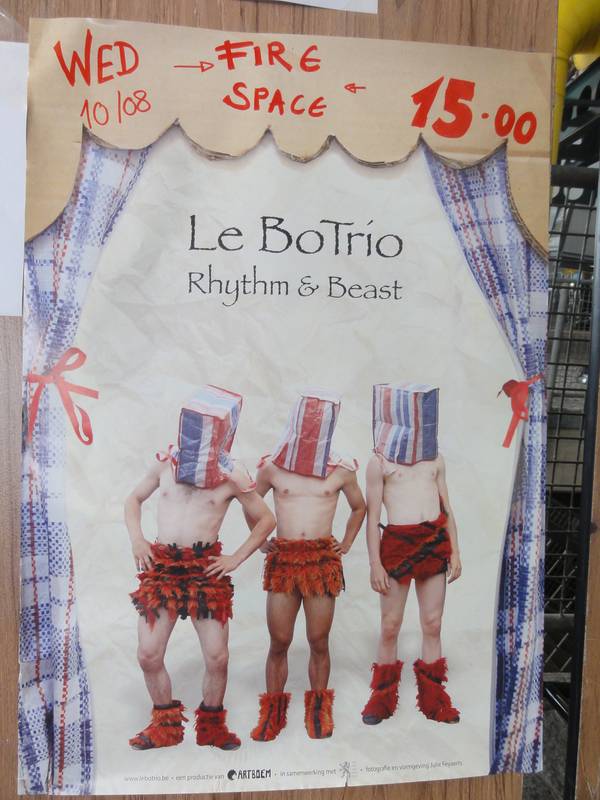 WED → FIRE ← 15.00
10/08 SPACE
Le BoTrio
Rhythm & Beast
www.lebotrio.be • een productie van ARTBOEM • in samenwerking met • fotografie en vormgeving Julie Feyaerts